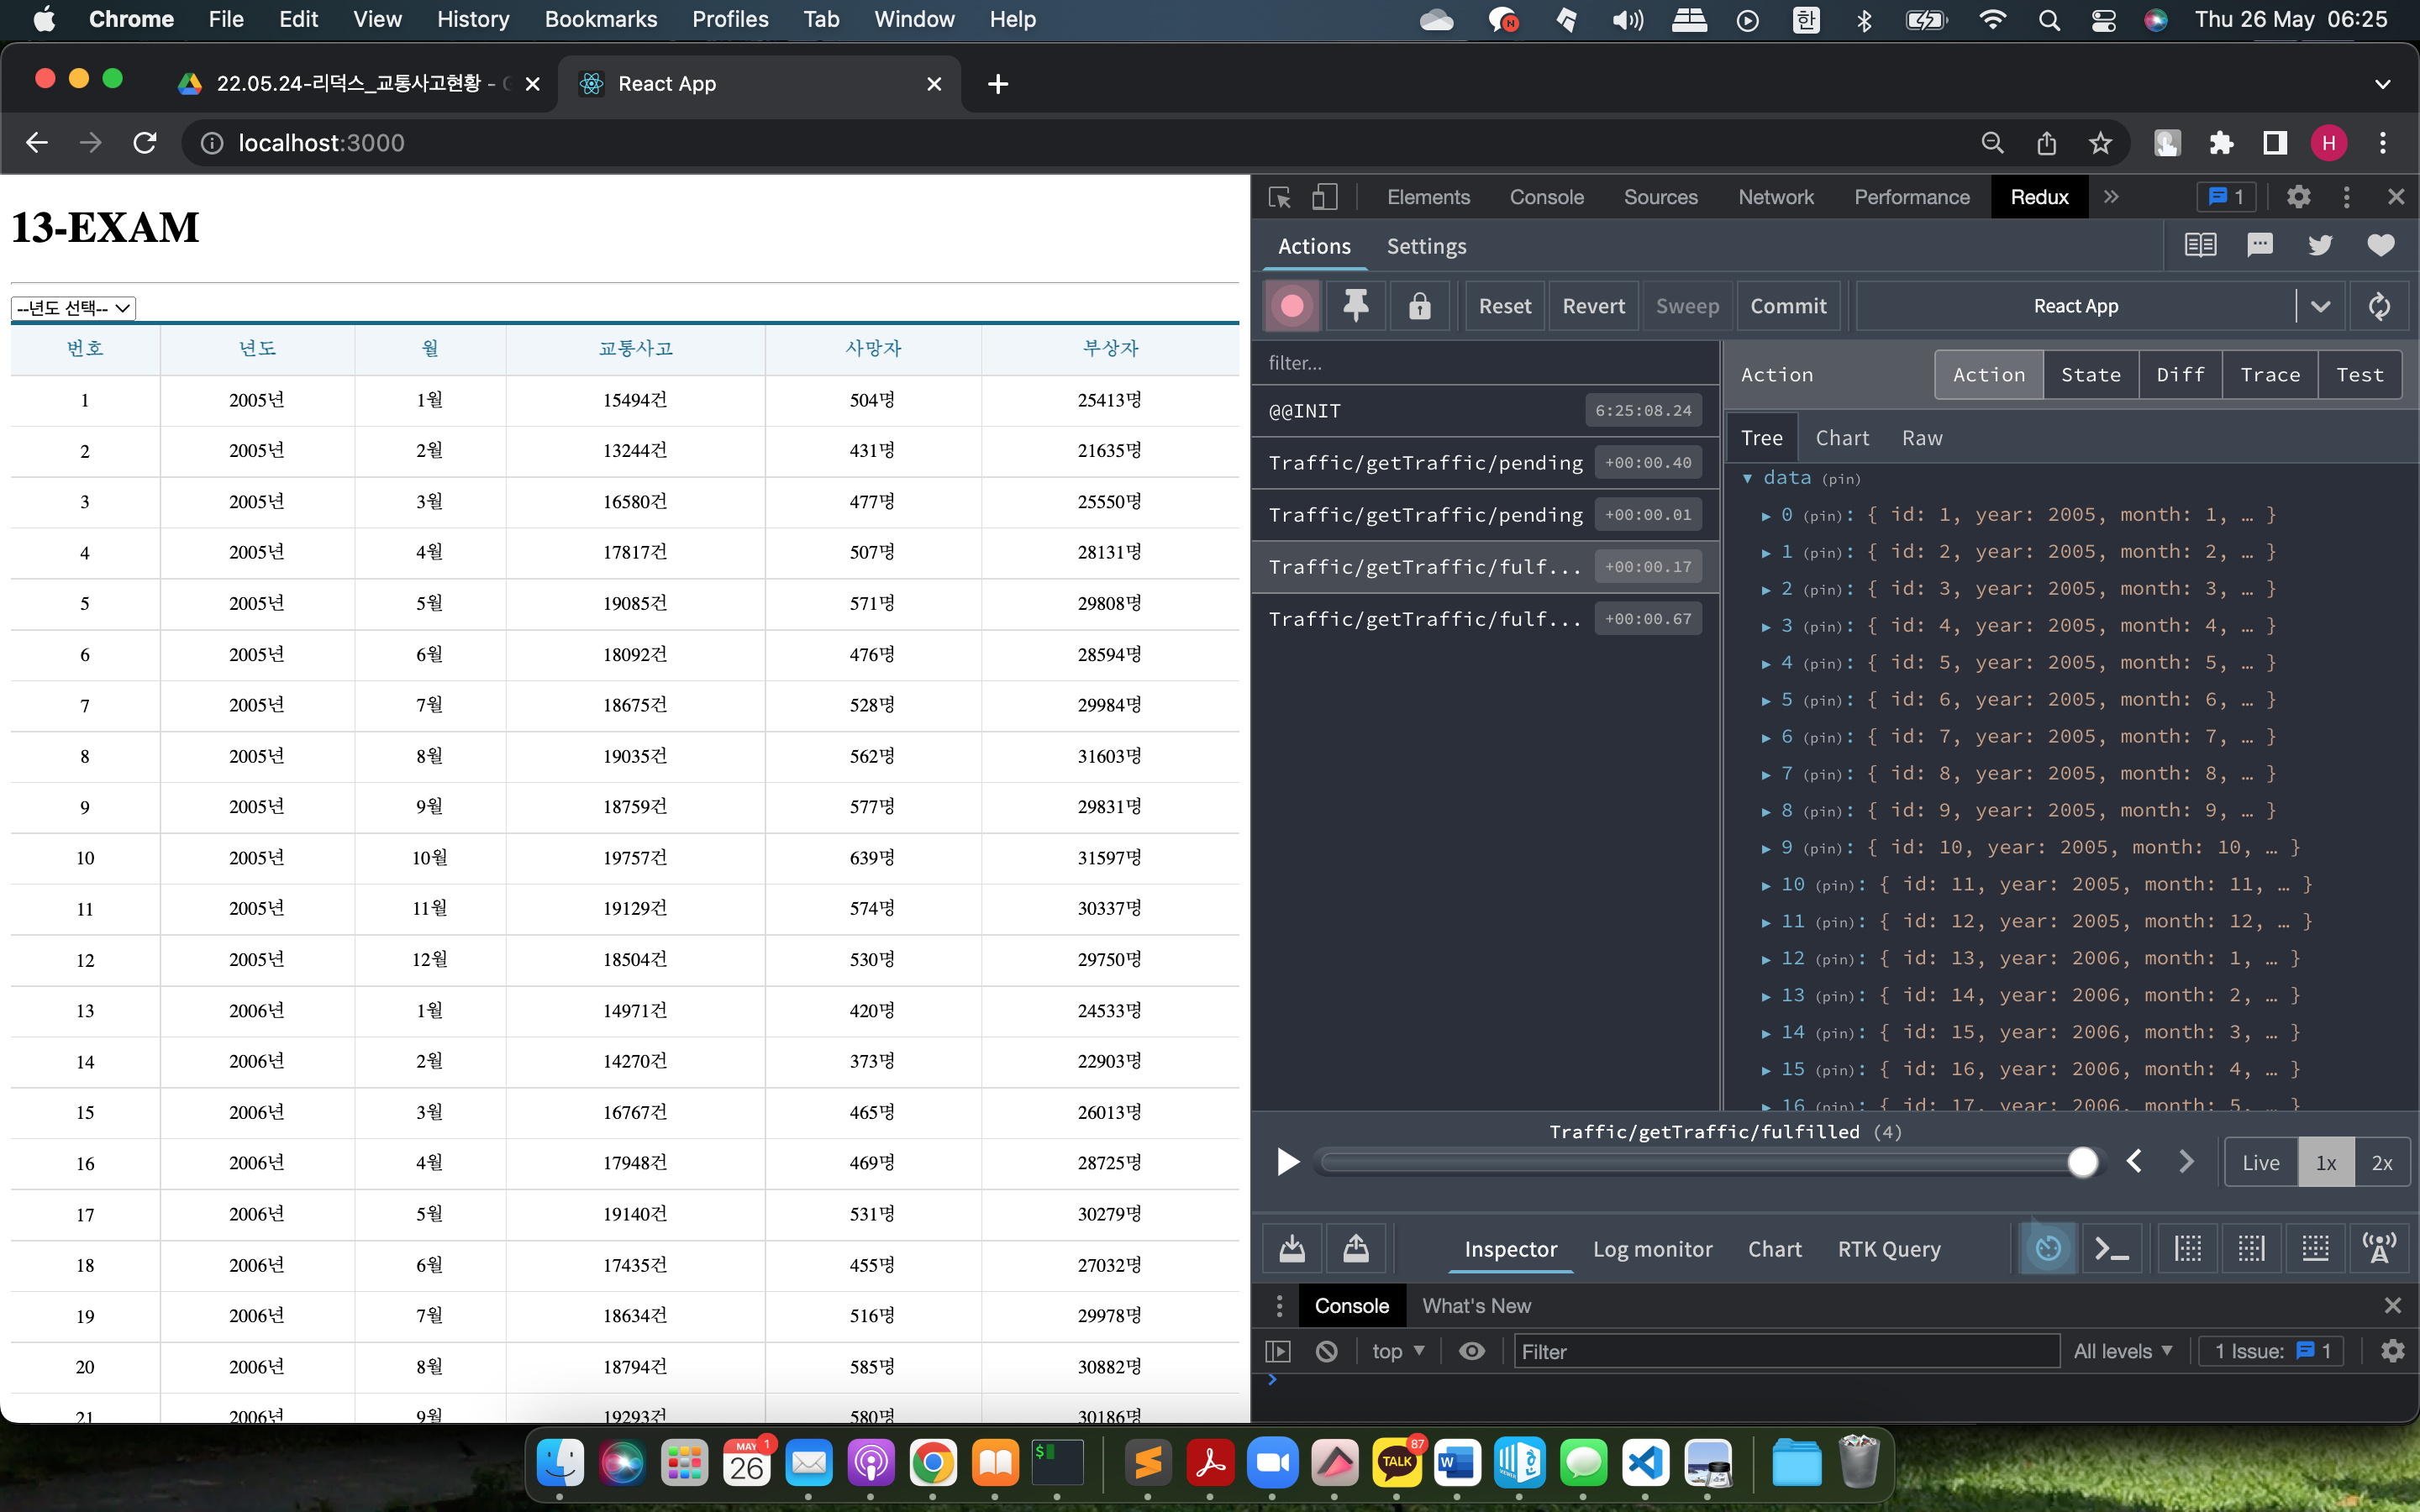 Chrome File Edit View History Bookmarks Profiles Tab Window Help 한 Thu 26 May 06:25
22.05.24-리덕스_교통사고현황 - React App
localhost:3000 H
13-EXAM
--년도 선택--
번호 년도 월 교통사고 사망자 부상자
1 2005년 1월 15494건 504명 25413명
2 2005년 2월 13244건 431명 21635명
3 2005년 3월 16580건 477명 25550명
4 2005년 4월 17817건 507명 28131명
5 2005년 5월 19085건 571명 29808명
6 2005년 6월 18092건 476명 28594명
7 2005년 7월 18675건 528명 29984명
8 2005년 8월 19035건 562명 31603명
9 2005년 9월 18759건 577명 29831명
10 2005년 10월 19757건 639명 31597명
11 2005년 11월 19129건 574명 30337명
12 2005년 12월 18504건 530명 29750명
13 2006년 1월 14971건 420명 24533명
14 2006년 2월 14270건 373명 22903명
15 2006년 3월 16767건 465명 26013명
16 2006년 4월 17948건 469명 28725명
17 2006년 5월 19140건 531명 30279명
18 2006년 6월 17435건 455명 27032명
19 2006년 7월 18634건 516명 29978명
20 2006년 8월 18794건 585명 30882명
21 2006년 9월 19293건 580명 30186명
Elements Console Sources Network Performance Redux 1
Actions Settings
Reset Revert Sweep Commit React App
filter...
@@INIT 6:25:08.24
Traffic/getTraffic/pending +00:00.40
Traffic/getTraffic/pending +00:00.01
Traffic/getTraffic/fulf... +00:00.17
Traffic/getTraffic/fulf... +00:00.67
Action Action State Diff Trace Test
Tree Chart Raw
data (pin)
0 (pin): { id: 1, year: 2005, month: 1, … }
1 (pin): { id: 2, year: 2005, month: 2, … }
2 (pin): { id: 3, year: 2005, month: 3, … }
3 (pin): { id: 4, year: 2005, month: 4, … }
4 (pin): { id: 5, year: 2005, month: 5, … }
5 (pin): { id: 6, year: 2005, month: 6, … }
6 (pin): { id: 7, year: 2005, month: 7, … }
7 (pin): { id: 8, year: 2005, month: 8, … }
8 (pin): { id: 9, year: 2005, month: 9, … }
9 (pin): { id: 10, year: 2005, month: 10, … }
10 (pin): { id: 11, year: 2005, month: 11, … }
11 (pin): { id: 12, year: 2005, month: 12, … }
12 (pin): { id: 13, year: 2006, month: 1, … }
13 (pin): { id: 14, year: 2006, month: 2, … }
14 (pin): { id: 15, year: 2006, month: 3, … }
15 (pin): { id: 16, year: 2006, month: 4, … }
16 (pin): { id: 17, year: 2006, month: 5, … }
Traffic/getTraffic/fulfilled (4)
Live 1x 2x
Inspector Log monitor Chart RTK Query
Console What's New
top Filter All levels 1 Issue: 1
MAY 1
26
$
TALK 87
W